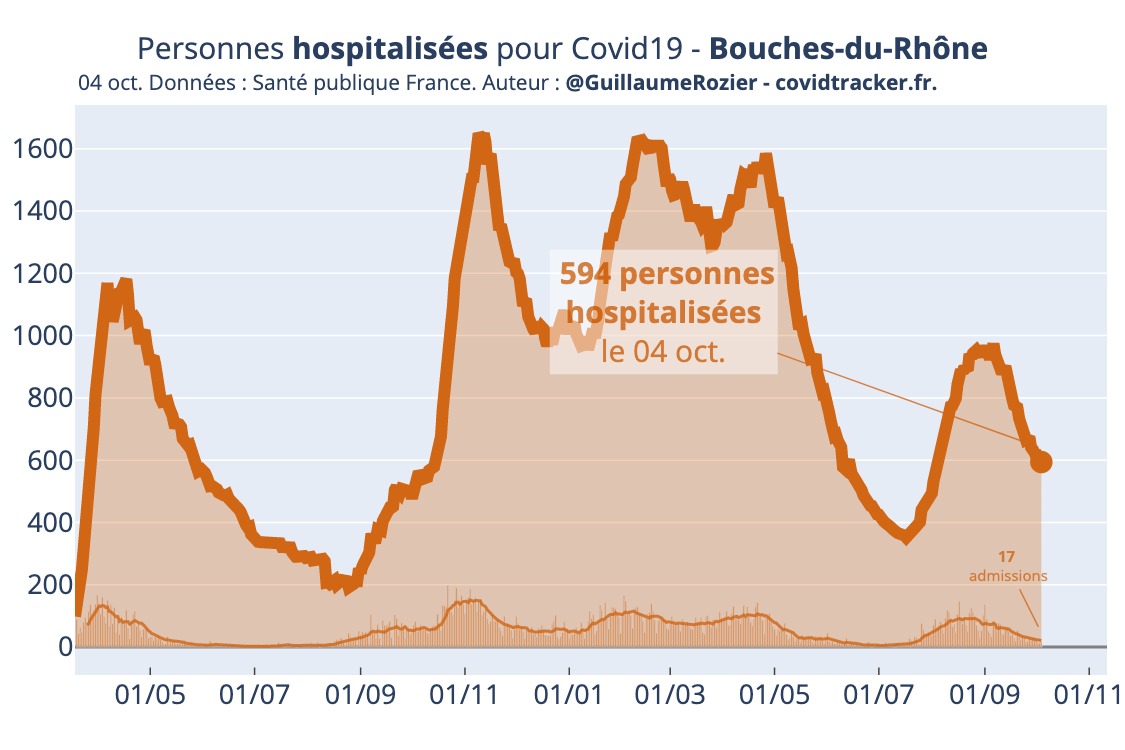 Personnes hospitalisées pour Covid19 - Bouches-du-Rhône
04 oct. Données : Santé publique France. Auteur : @GuillaumeRozier - covidtracker.fr.
1600
1400
1200
1000
800
600
400
200
0
594 personnes
hospitalisées
le 04 oct.
17
admissions
01/05 01/07 01/09 01/11 01/01 01/03 01/05 01/07 01/09 01/11